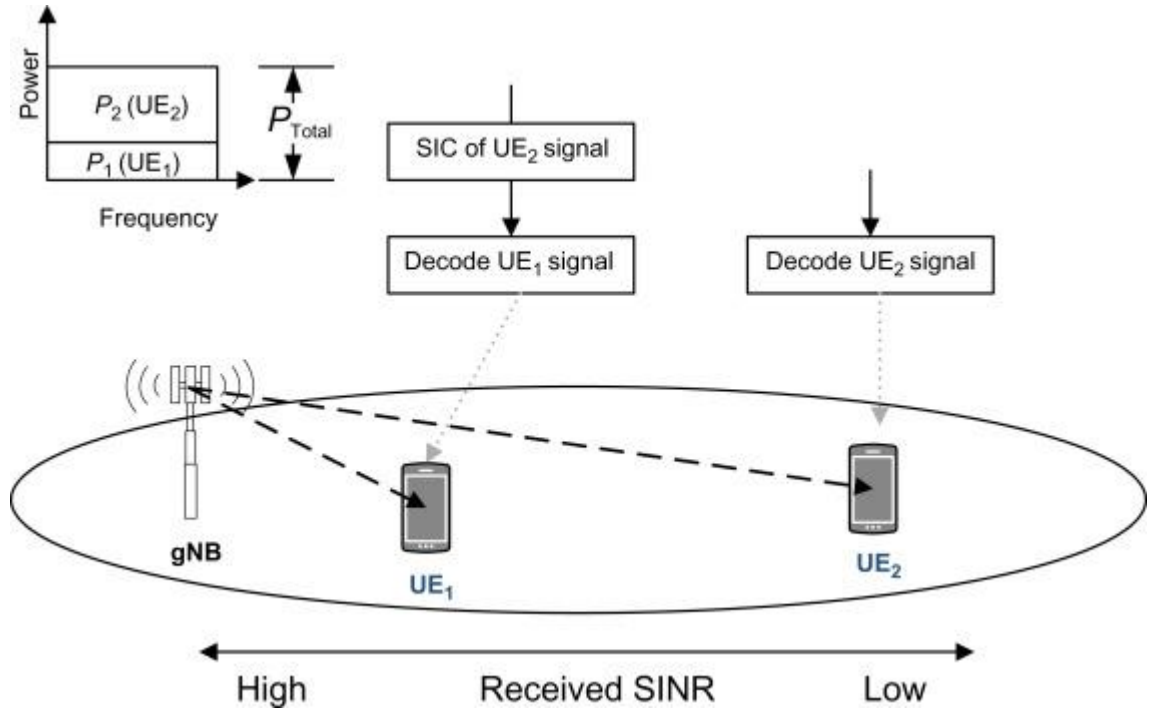 Power
P₂ (UE₂)
P₁ (UE₁)
P_Total
Frequency
SIC of UE₂ signal
Decode UE₁ signal
Decode UE₂ signal
gNB
UE₁
UE₂
High
Received SINR
Low